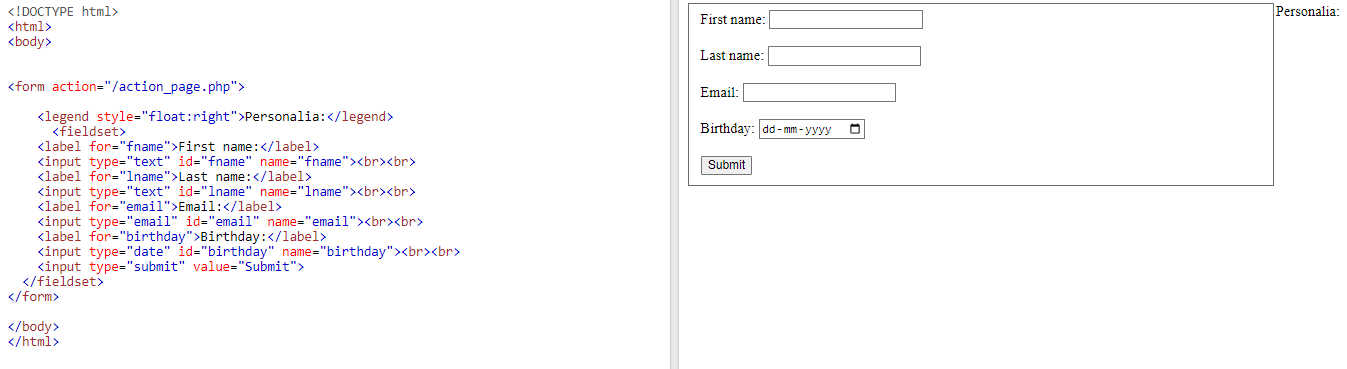 <!DOCTYPE html>
<html>
<body>
<form action="/action_page.php">
<legend style="float:right">Personalia:</legend>
<fieldset>
<label for="fname">First name:</label>
<input type="text" id="fname" name="fname"><br><br>
<label for="lname">Last name:</label>
<input type="text" id="lname" name="lname"><br><br>
<label for="email">Email:</label>
<input type="email" id="email" name="email"><br><br>
<label for="birthday">Birthday:</label>
<input type="date" id="birthday" name="birthday"><br><br>
<input type="submit" value="Submit">
</fieldset>
</form>
</body>
</html>
First name:
Last name:
Email:
Birthday: dd-mm-yyyy
Submit
Personalia: